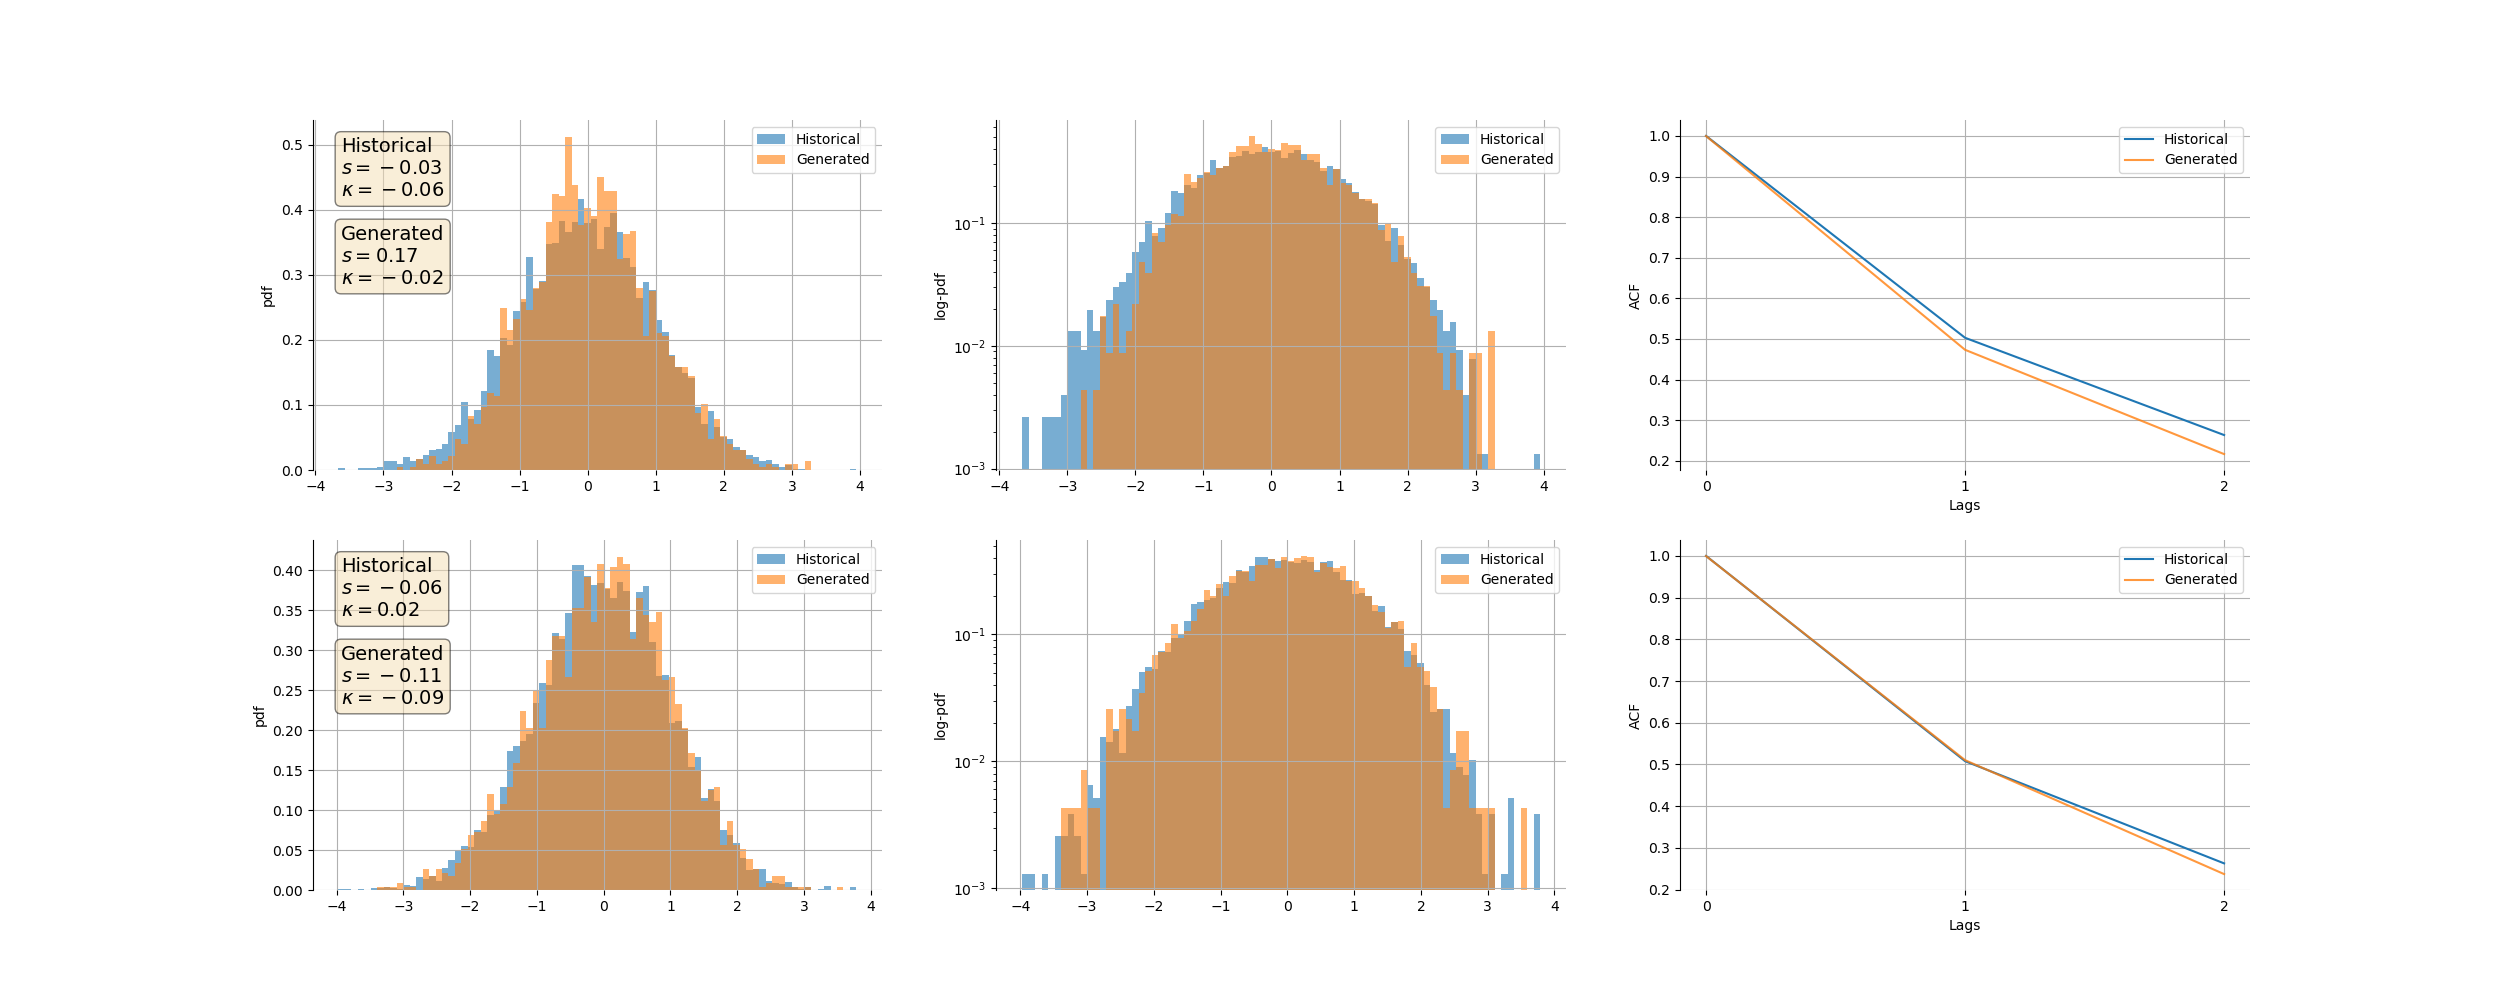 Historical
s = −0.03
κ = −0.06
Generated
s = 0.17
κ = −0.02
Historical
Generated
pdf
0.5
0.4
0.3
0.2
0.1
0.0
−4 −3 −2 −1 0 1 2 3 4
Historical
Generated
log-pdf
10⁻¹
10⁻²
10⁻³
−4 −3 −2 −1 0 1 2 3 4
Historical
Generated
ACF
1.0
0.9
0.8
0.7
0.6
0.5
0.4
0.3
0.2
0 1 2
Lags
Historical
s = −0.06
κ = 0.02
Generated
s = −0.11
κ = −0.09
Historical
Generated
pdf
0.40
0.35
0.30
0.25
0.20
0.15
0.10
0.05
0.00
−4 −3 −2 −1 0 1 2 3 4
Historical
Generated
log-pdf
10⁻¹
10⁻²
10⁻³
−4 −3 −2 −1 0 1 2 3 4
Historical
Generated
ACF
1.0
0.9
0.8
0.7
0.6
0.5
0.4
0.3
0.2
0 1 2
Lags